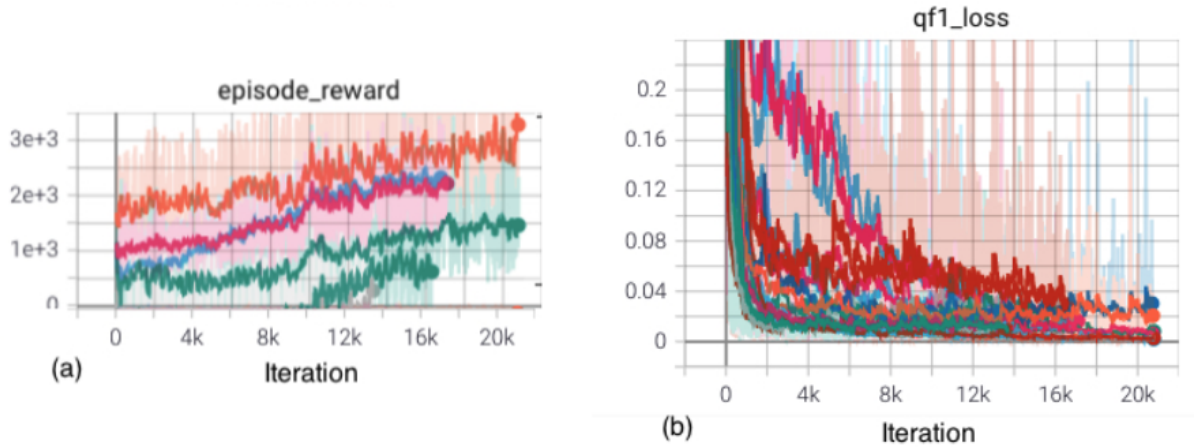 episode_reward
3e+3
2e+3
1e+3
0
0 4k 8k 12k 16k 20k
(a) Iteration
qf1_loss
0.2
0.16
0.12
0.08
0.04
0
0 4k 8k 12k 16k 20k
(b) Iteration